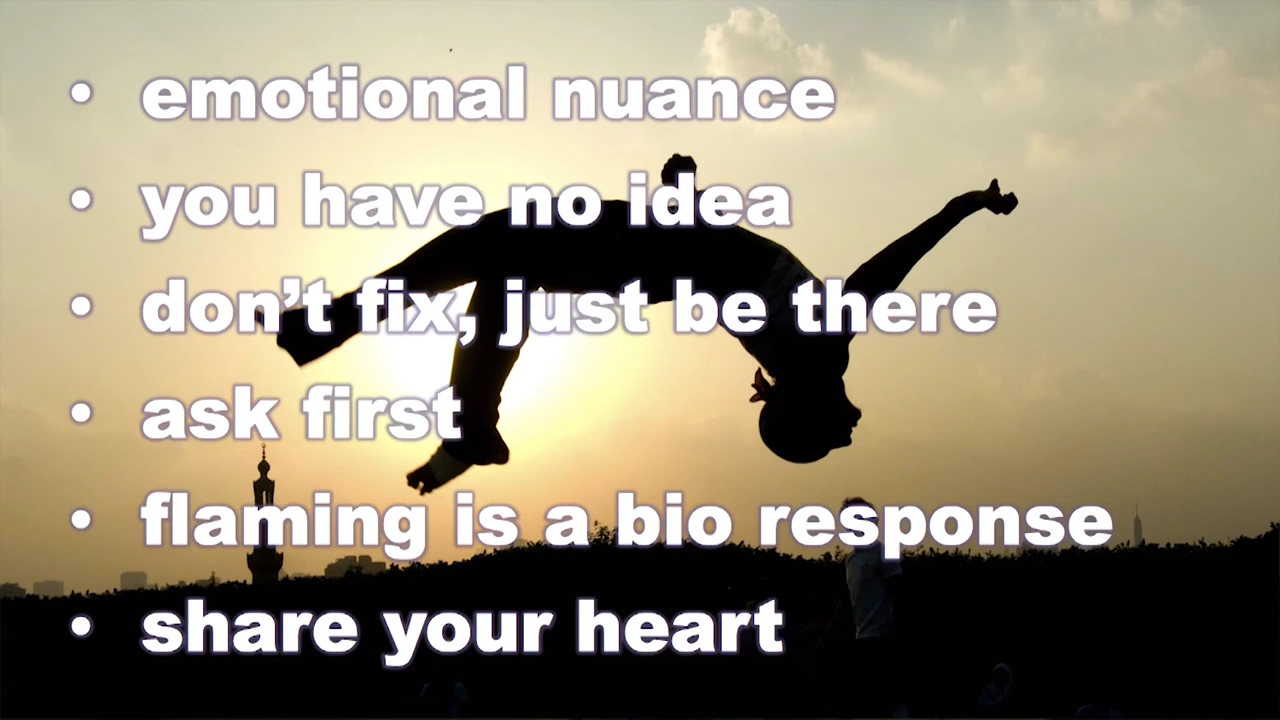 • emotional nuance
• you have no idea
• don’t fix, just be there
• ask first
• flaming is a bio response
• share your heart